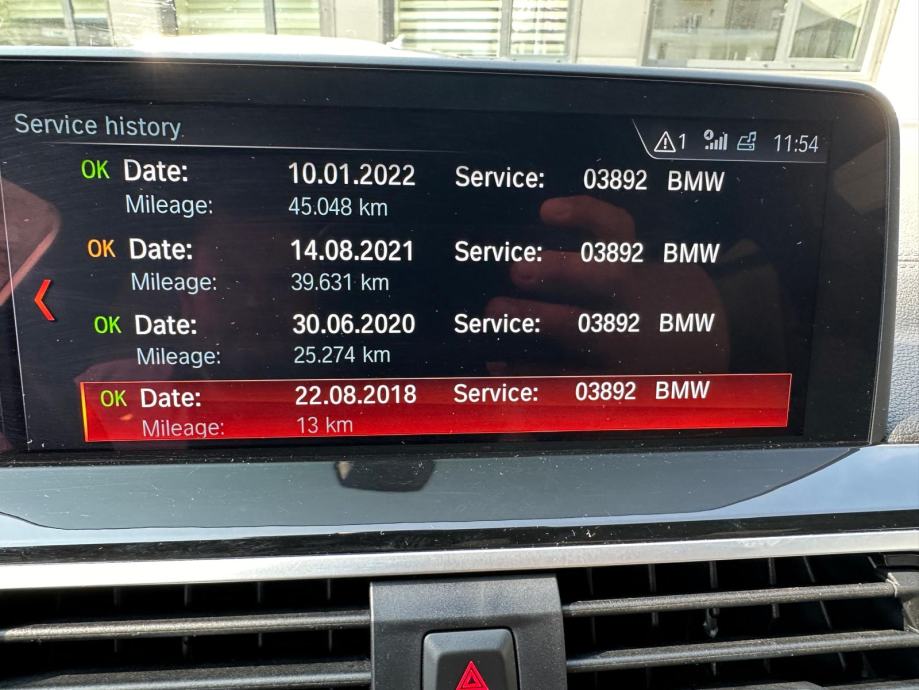 Service history
1 11:54
OK Date: 10.01.2022 Service: 03892 BMW
Mileage: 45.048 km
OK Date: 14.08.2021 Service: 03892 BMW
Mileage: 39.631 km
OK Date: 30.06.2020 Service: 03892 BMW
Mileage: 25.274 km
OK Date: 22.08.2018 Service: 03892 BMW
Mileage: 13 km